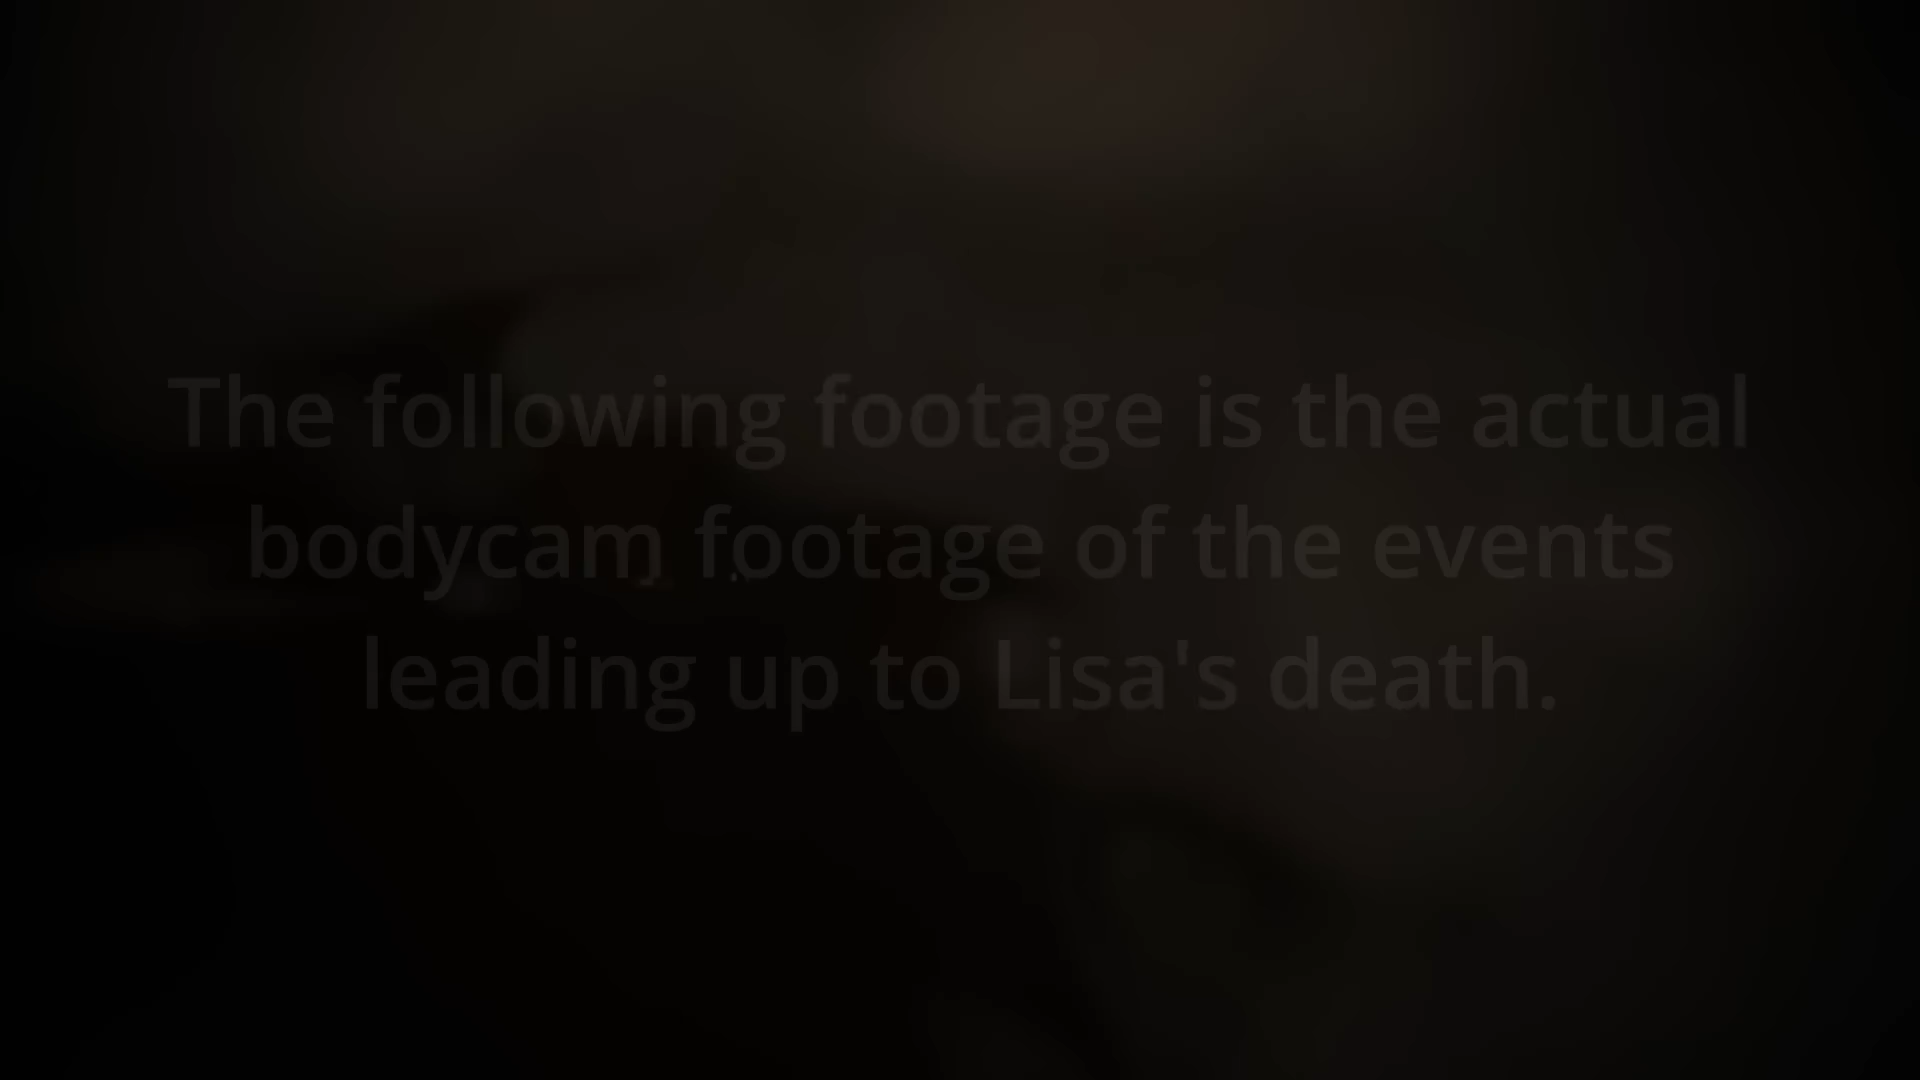 The following footage is the actual
bodycam footage of the events
leading up to Lisa's death.